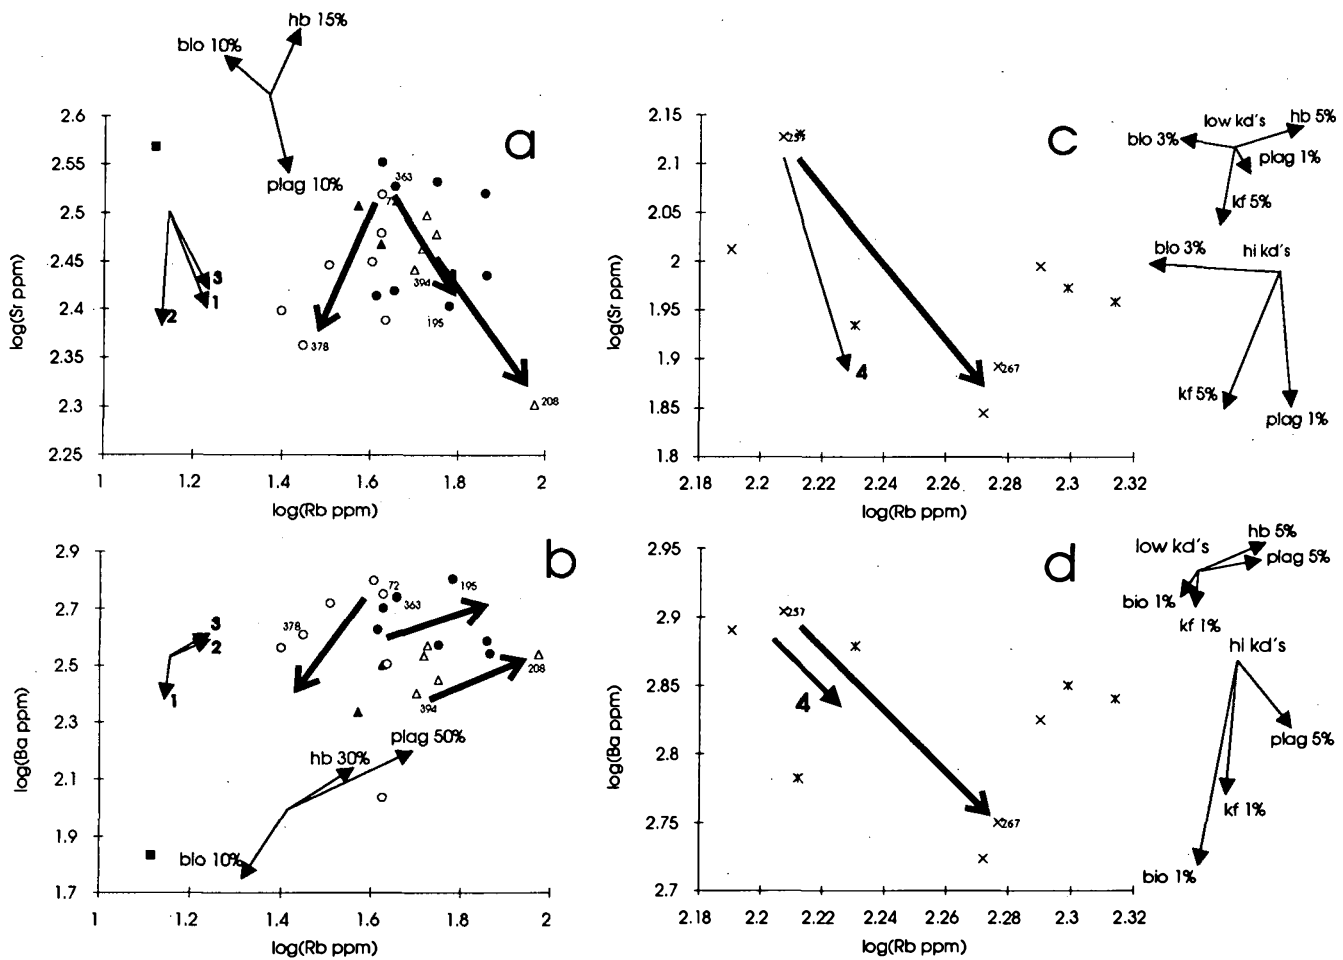 hb 15%
bio 10%
plag 10%
a
2.6
2.55
2.5
2.45
2.4
2.35
2.3
2.25
log(Sr ppm)
363
72
394
195
378
208
3
1
2
1
1.2
1.4
1.6
1.8
2
log(Rb ppm)
c
2.15
2.1
2.05
2
1.95
1.9
1.85
1.8
log(Sr ppm)
257
4
267
2.18
2.2
2.22
2.24
2.26
2.28
2.3
2.32
log(Rb ppm)
low kd's
hb 5%
bio 3%
plag 1%
kf 5%
hi kd's
bio 3%
kf 5%
plag 1%
b
2.9
2.7
2.5
2.3
2.1
1.9
1.7
log(Ba ppm)
72
195
363
378
208
394
3
2
1
plag 50%
hb 30%
bio 10%
1
1.2
1.4
1.6
1.8
2
log(Rb ppm)
d
2.95
2.9
2.85
2.8
2.75
2.7
log(Ba ppm)
257
4
267
2.18
2.2
2.22
2.24
2.26
2.28
2.3
2.32
log(Rb ppm)
low kd's
hb 5%
plag 5%
bio 1%
kf 1%
hi kd's
plag 5%
kf 1%
bio 1%